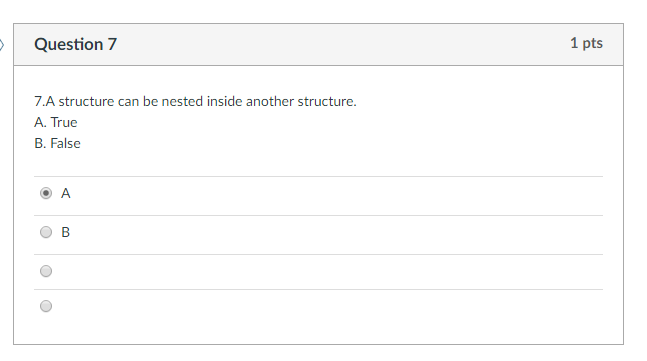 Question 7
1 pts
7.A structure can be nested inside another structure.
A. True
B. False
A
B